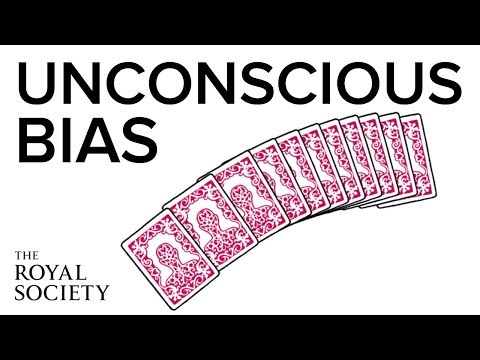 UNCONSCIOUS
BIAS
THE
ROYAL
SOCIETY